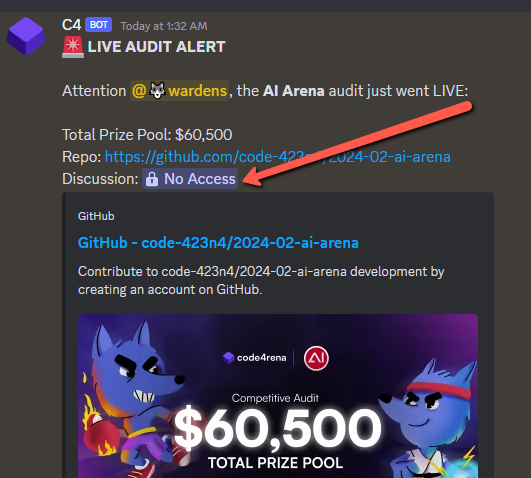 C4 BOT Today at 1:32 AM
🚨 LIVE AUDIT ALERT
Attention @🐺wardens, the AI Arena audit just went LIVE:
Total Prize Pool: $60,500
Repo: https://github.com/code-423n4/2024-02-ai-arena
Discussion: 🔒 No Access
GitHub
GitHub - code-423n4/2024-02-ai-arena
Contribute to code-423n4/2024-02-ai-arena development by
creating an account on GitHub.
code4rena | AI
Competitive Audit
$60,500
TOTAL PRIZE POOL